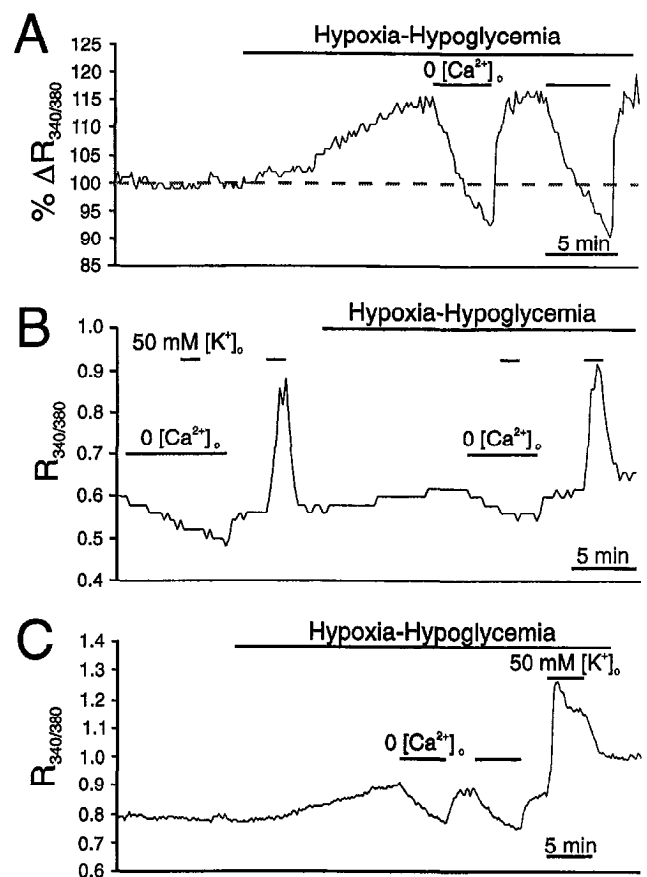 A
Hypoxia-Hypoglycemia
0 [Ca²⁺]ₒ
% ΔR340/380
125
120
115
110
105
100
95
90
85
5 min
B
Hypoxia-Hypoglycemia
50 mM [K⁺]ₒ
0 [Ca²⁺]ₒ
0 [Ca²⁺]ₒ
R340/380
1.0
0.9
0.8
0.7
0.6
0.5
0.4
5 min
C
Hypoxia-Hypoglycemia
50 mM [K⁺]ₒ
0 [Ca²⁺]ₒ
R340/380
1.4
1.3
1.2
1.1
1.0
0.9
0.8
0.7
0.6
5 min